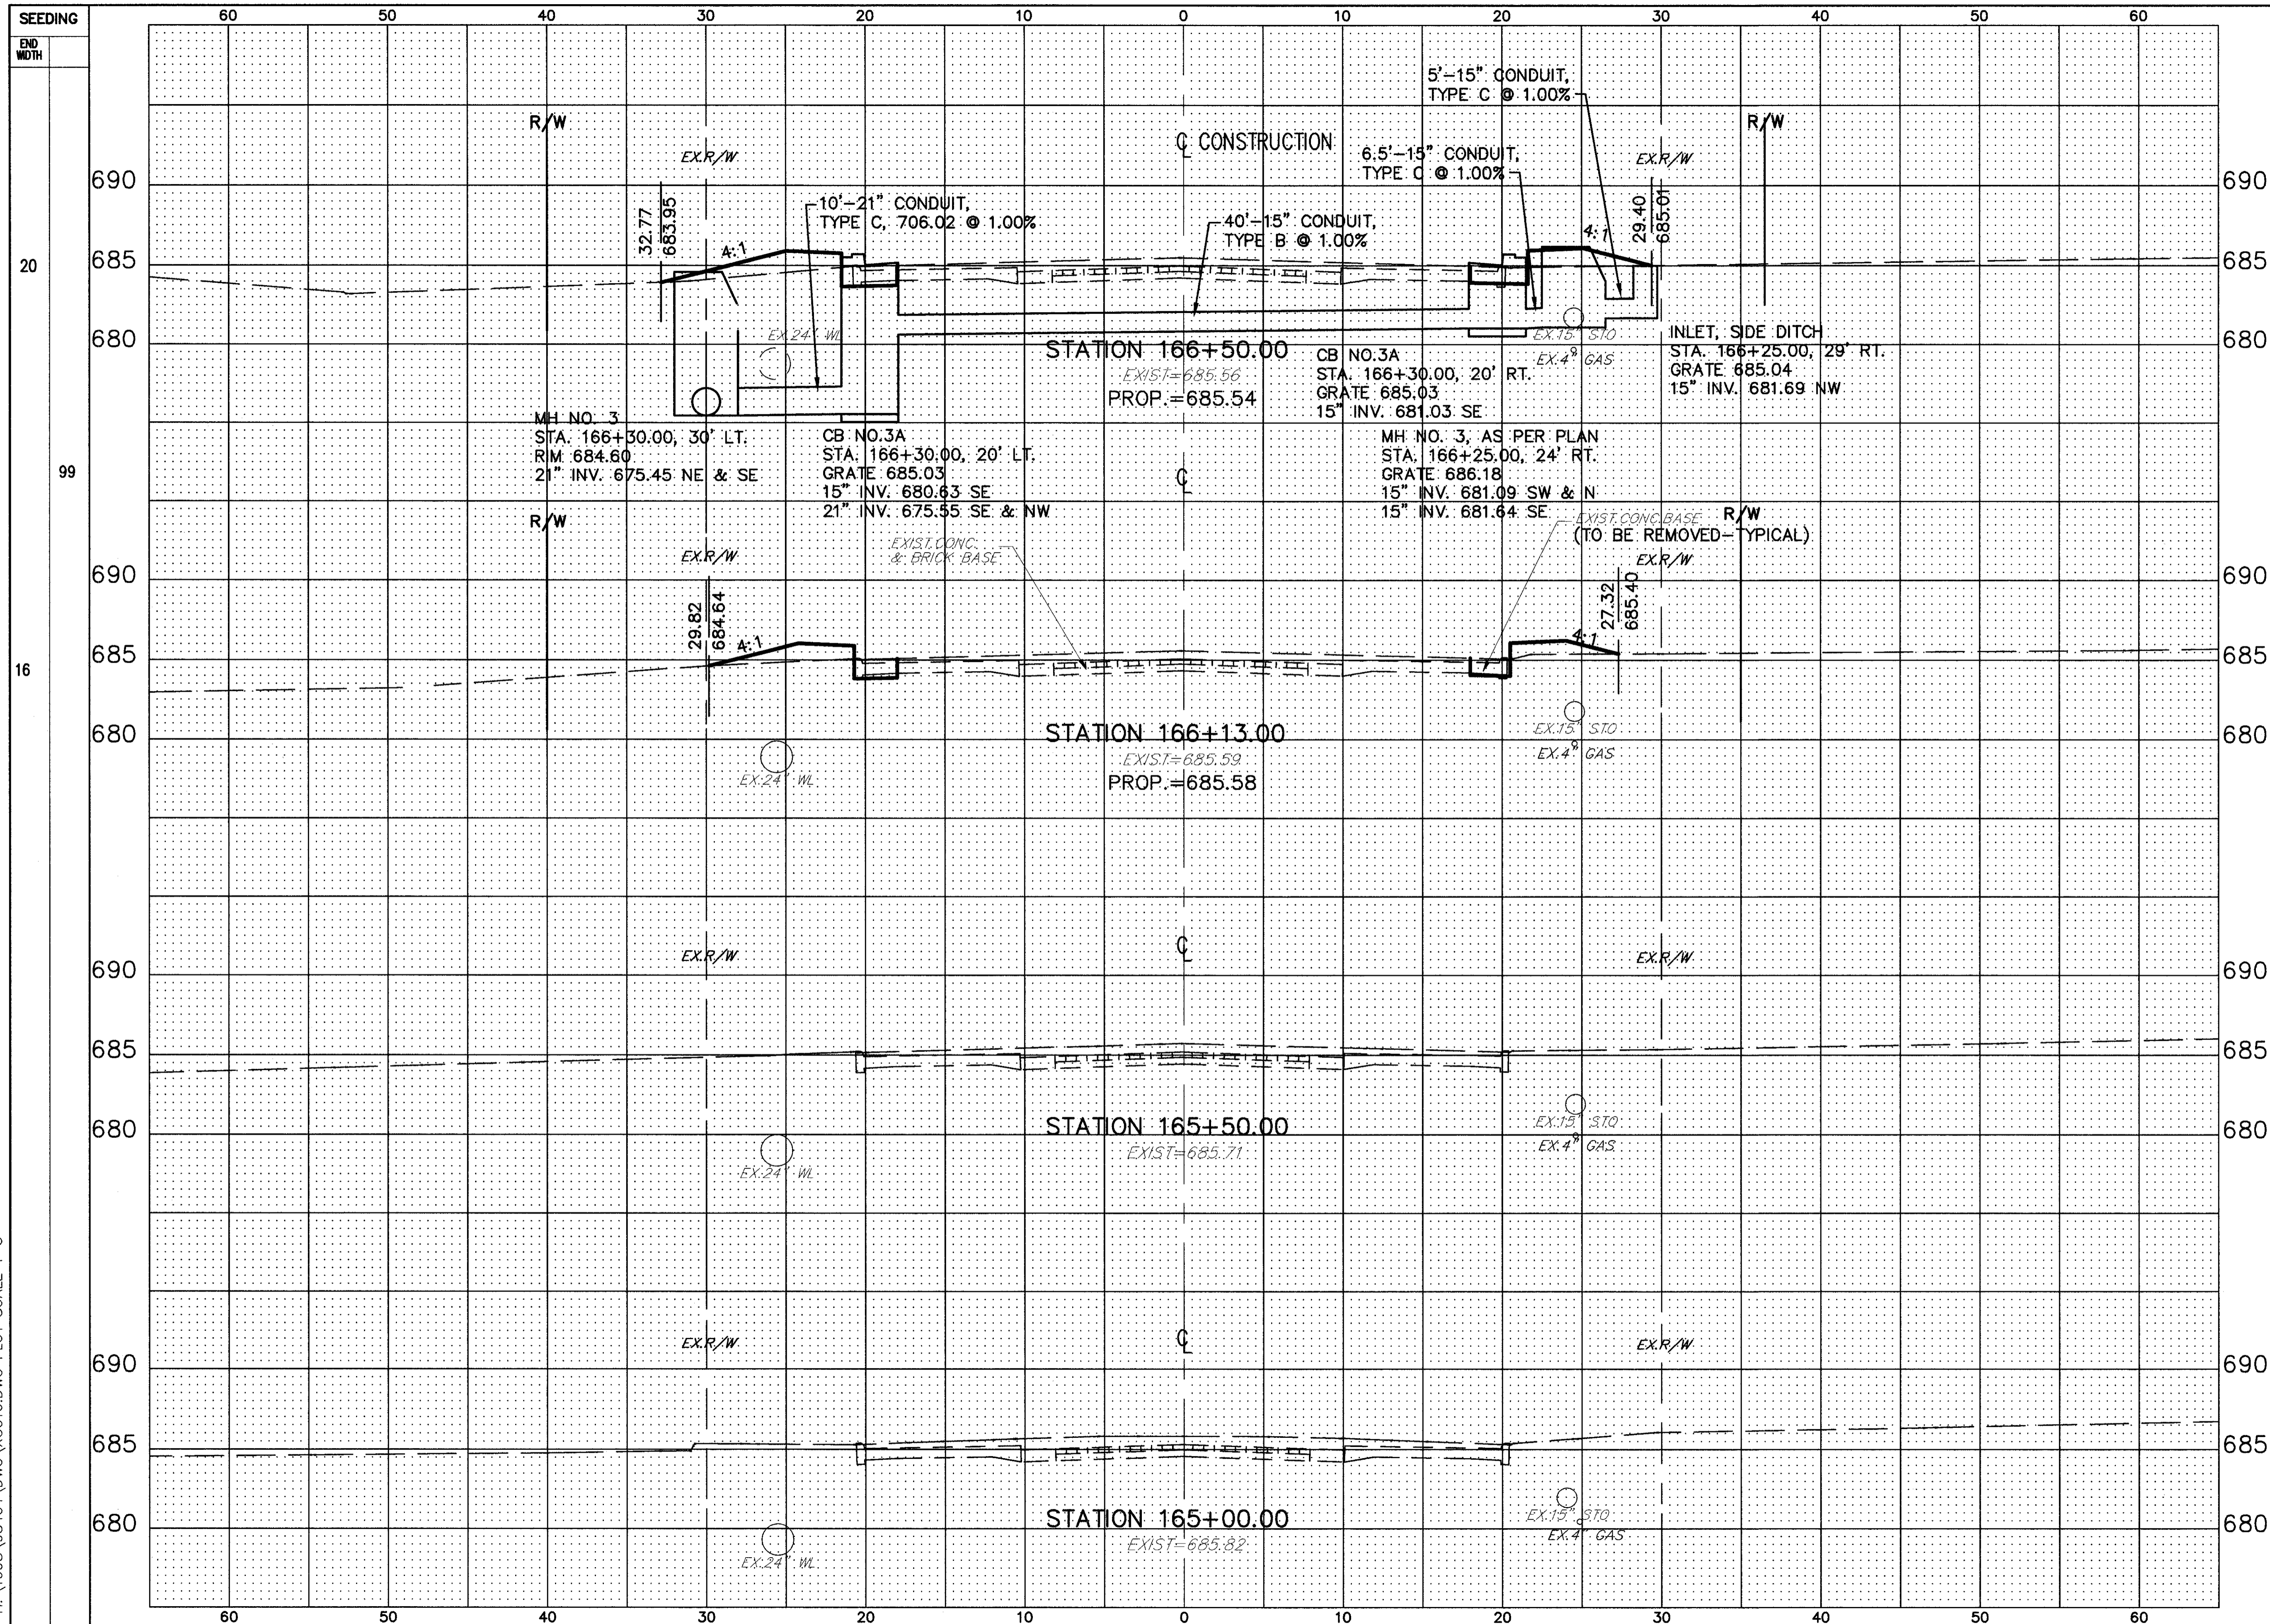 SEEDING
END
WIDTH
60 50 40 30 20 10 0 10 20 30 40 50 60
5'-15" CONDUIT,
TYPE C @ 1.00%
R/W
R/W
℄ CONSTRUCTION
EX.R/W
6.5'-15" CONDUIT,
TYPE C @ 1.00%
EX.R/W
690
690
32.77
683.95
4:1
10'-21" CONDUIT,
TYPE C, 706.02 @ 1.00%
40'-15" CONDUIT,
TYPE B @ 1.00%
4:1
29.40
685.01
20
685
685
680
680
EX.24" WL
STATION 166+50.00
EXIST=685.56
PROP.=685.54
EX.15" STO
EX.4" GAS
CB NO.3A
STA. 166+30.00, 20' RT.
GRATE 685.03
15" INV. 681.03 SE
INLET, SIDE DITCH
STA. 166+25.00, 29' RT.
GRATE 685.04
15" INV. 681.69 NW
MH NO. 3
STA. 166+30.00, 30' LT.
RIM 684.60
21" INV. 675.45 NE & SE
CB NO.3A
STA. 166+30.00, 20' LT.
GRATE 685.03
15" INV. 680.63 SE
21" INV. 675.55 SE & NW
MH NO. 3, AS PER PLAN
STA. 166+25.00, 24' RT.
GRATE 686.18
15" INV. 681.09 SW & N
15" INV. 681.64 SE
99
℄
R/W
EX.R/W
EXIST.CONC.
& BRICK BASE
EXIST.CONC.BASE
(TO BE REMOVED-TYPICAL)
R/W
EX.R/W
690
690
29.82
684.64
4:1
4:1
27.32
685.40
16
685
685
680
680
STATION 166+13.00
EXIST=685.59
PROP.=685.58
EX.24" WL
EX.15" STO
EX.4" GAS
℄
EX.R/W
EX.R/W
690
690
685
685
680
680
STATION 165+50.00
EXIST=685.71
EX.24" WL
EX.15" STO
EX.4" GAS
℄
EX.R/W
EX.R/W
690
690
685
685
680
680
STATION 165+00.00
EXIST=685.82
EX.24" WL
EX.15" STO
EX.4" GAS
60 50 40 30 20 10 0 10 20 30 40 50 60